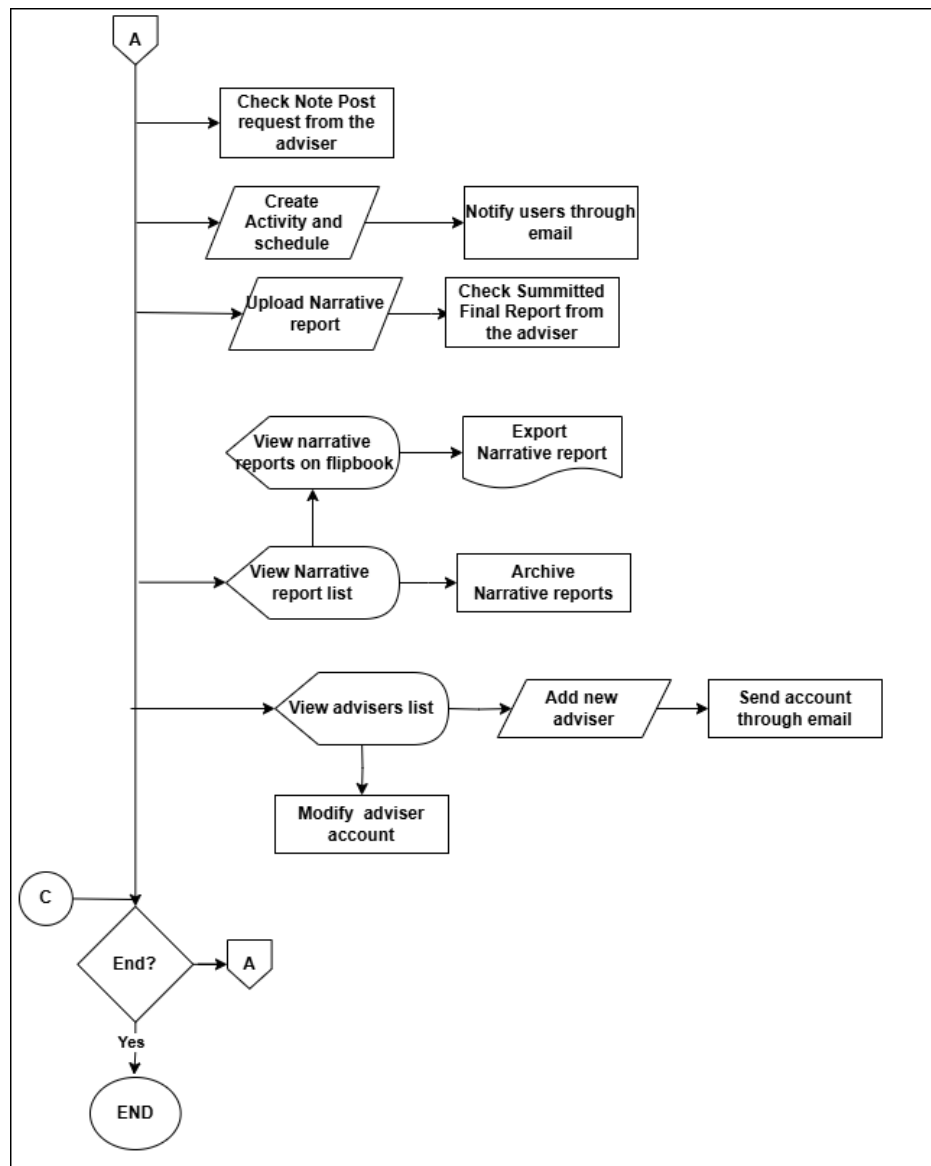 A
Check Note Post
request from the
adviser
Create
Activity and
schedule
Notify users through
email
Upload Narrative
report
Check Summitted
Final Report from
the adviser
View narrative
reports on flipbook
Export
Narrative report
View Narrative
report list
Archive
Narrative reports
View advisers list
Add new
adviser
Send account
through email
Modify adviser
account
C
End?
A
Yes
END